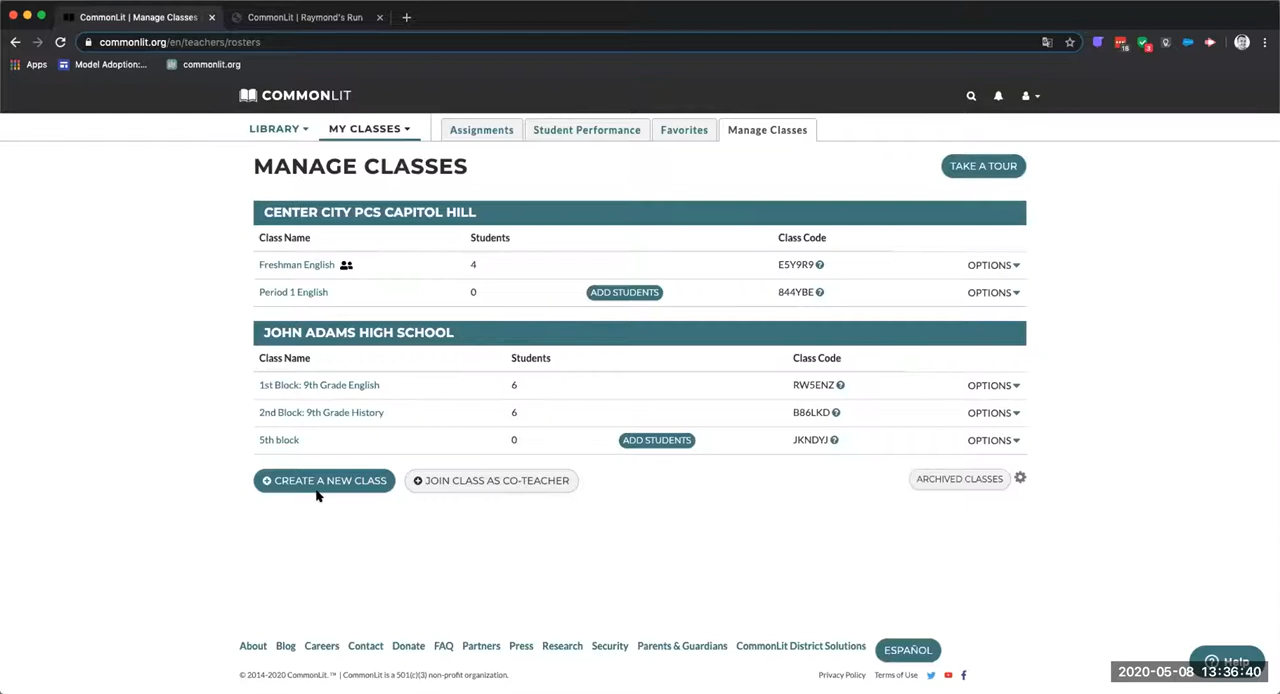 CommonLit | Manage Classes
CommonLit | Raymond's Run
commonlit.org/en/teachers/rosters
18
3
Apps
Model Adoption:...
commonlit.org
COMMONLIT
LIBRARY
MY CLASSES
Assignments
Student Performance
Favorites
Manage Classes
MANAGE CLASSES
TAKE A TOUR
CENTER CITY PCS CAPITOL HILL
Class Name Students Class Code
Freshman English 4 E5Y9R9 OPTIONS
Period 1 English 0 ADD STUDENTS 844YBE OPTIONS
JOHN ADAMS HIGH SCHOOL
Class Name Students Class Code
1st Block: 9th Grade English 6 RW5ENZ OPTIONS
2nd Block: 9th Grade History 6 B86LKD OPTIONS
5th block 0 ADD STUDENTS JKNDYJ OPTIONS
CREATE A NEW CLASS
JOIN CLASS AS CO-TEACHER
ARCHIVED CLASSES
About Blog Careers Contact Donate FAQ Partners Press Research Security Parents & Guardians CommonLit District Solutions ESPAÑOL
© 2014-2020 CommonLit.™ | CommonLit is a 501(c)(3) non-profit organization.
Privacy Policy Terms of Use
Help
2020-05-08 13:36:40